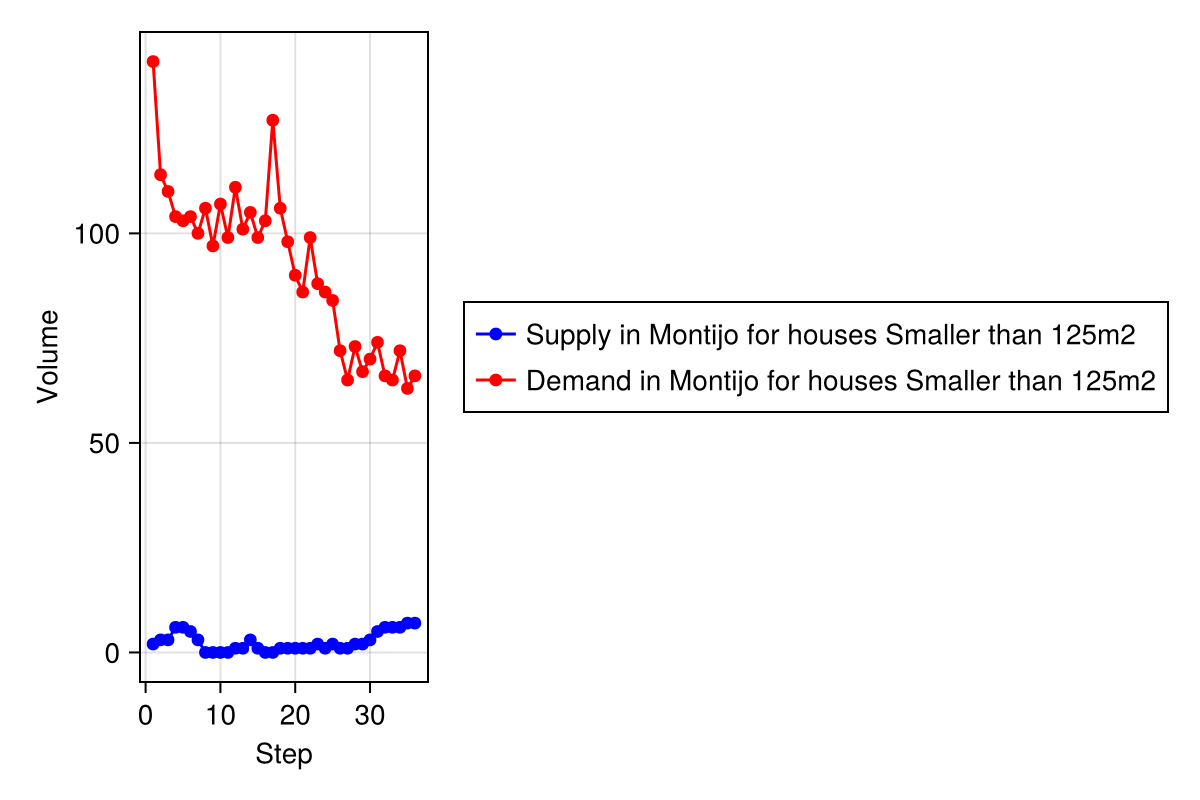 Volume
100
50
0
0 10 20 30
Step
Supply in Montijo for houses Smaller than 125m2
Demand in Montijo for houses Smaller than 125m2